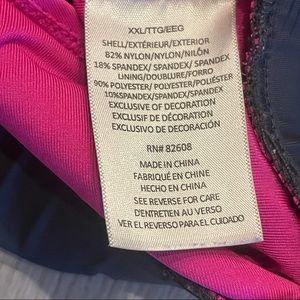 XXL/TTG/EEG
SHELL/EXTÉRIEUR/EXTERIOR
82% NYLON/NYLON/NILÓN
18% SPANDEX/ SPANDEX/ SPANDEX
LINING/DOUBLURE/FORRO
90% POLYESTER/POLYESTER/POLIÉSTER
10%SPANDEX/SPANDEX/SPANDEX
EXCLUSIVE OF DECORATION
EXCLUSIF DE DÉCORATION
EXCLUSIVO DE DECORACIÓN
RN# 82608
MADE IN CHINA
FABRIQUÉ EN CHINE
HECHO EN CHINA
SEE REVERSE FOR CARE
D'ENTRETIEN AU VERSO
VER EL REVERSO PARA EL CUIDADO